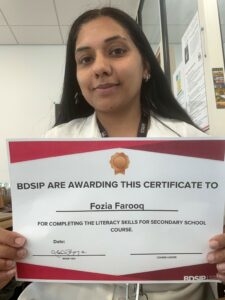 BDSIP ARE AWARDING THIS CERTIFICATE TO
Fozia Farooq
FOR COMPLETING THE LITERACY SKILLS FOR SECONDARY SCHOOL
COURSE.
Date:
BDSIP